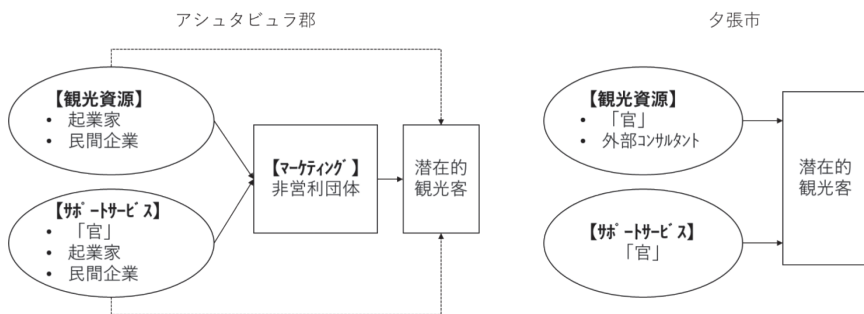 アシュタビュラ郡
【観光資源】
• 起業家
• 民間企業
【サポートサービス】
• 「官」
• 起業家
• 民間企業
【マーケティング】
非営利団体
潜在的
観光客
夕張市
【観光資源】
• 「官」
• 外部コンサルタント
【サポートサービス】
「官」
潜在的
観光客